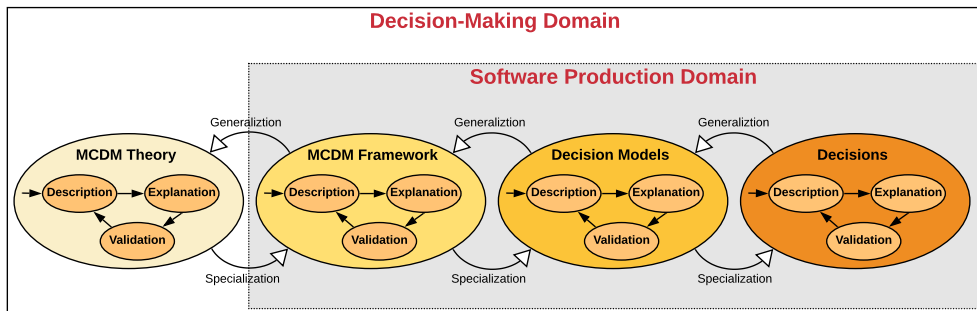 Decision-Making Domain
Software Production Domain
Generaliztion
Generaliztion
Generaliztion
MCDM Theory
MCDM Framework
Decision Models
Decisions
Description
Explanation
Description
Explanation
Description
Explanation
Description
Explanation
Validation
Validation
Validation
Validation
Specialization
Specialization
Specialization